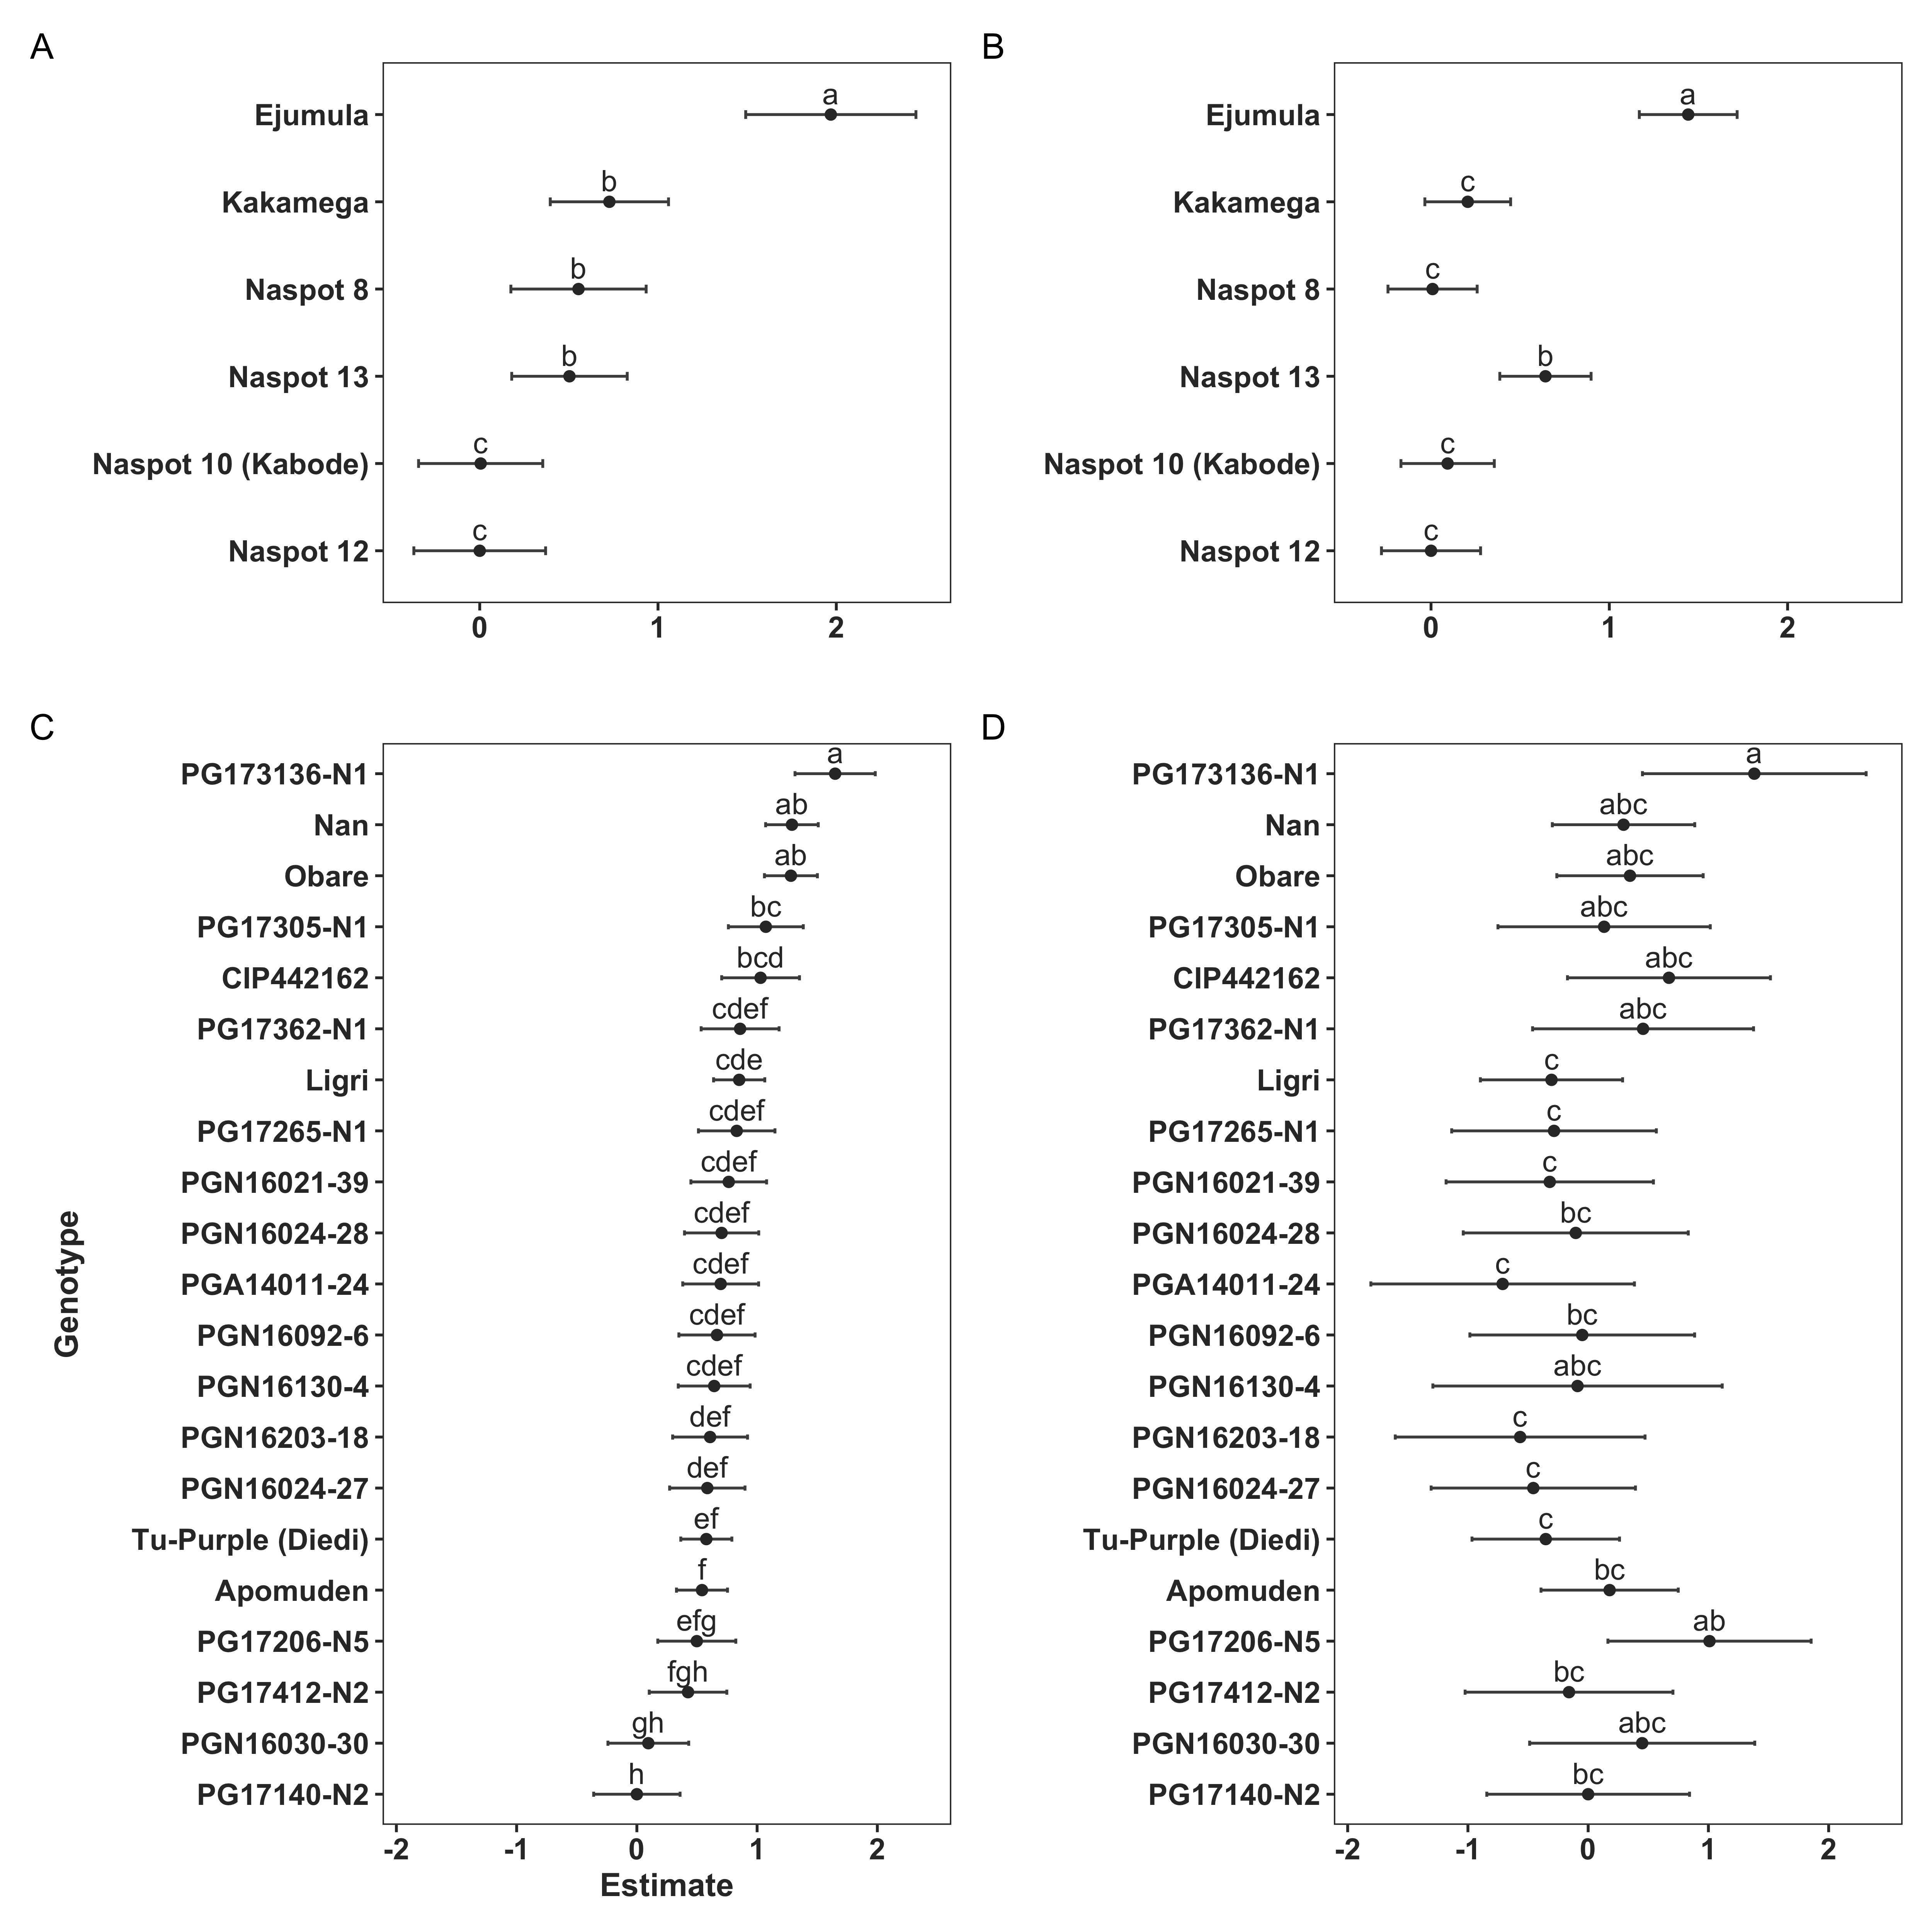 A
a
Ejumula
b
Kakamega
b
Naspot 8
b
Naspot 13
c
Naspot 10 (Kabode)
c
Naspot 12
0 1 2
B
a
Ejumula
c
Kakamega
c
Naspot 8
b
Naspot 13
c
Naspot 10 (Kabode)
c
Naspot 12
0 1 2
C
Genotype
a
PG173136-N1
ab
Nan
ab
Obare
bc
PG17305-N1
bcd
CIP442162
cdef
PG17362-N1
cde
Ligri
cdef
PG17265-N1
cdef
PGN16021-39
cdef
PGN16024-28
cdef
PGA14011-24
cdef
PGN16092-6
cdef
PGN16130-4
def
PGN16203-18
def
PGN16024-27
ef
Tu-Purple (Diedi)
f
Apomuden
efg
PG17206-N5
fgh
PG17412-N2
gh
PGN16030-30
h
PG17140-N2
-2 -1 0 1 2
Estimate
D
a
PG173136-N1
abc
Nan
abc
Obare
abc
PG17305-N1
abc
CIP442162
abc
PG17362-N1
c
Ligri
c
PG17265-N1
c
PGN16021-39
bc
PGN16024-28
c
PGA14011-24
bc
PGN16092-6
abc
PGN16130-4
c
PGN16203-18
c
PGN16024-27
c
Tu-Purple (Diedi)
bc
Apomuden
ab
PG17206-N5
bc
PG17412-N2
abc
PGN16030-30
bc
PG17140-N2
-2 -1 0 1 2